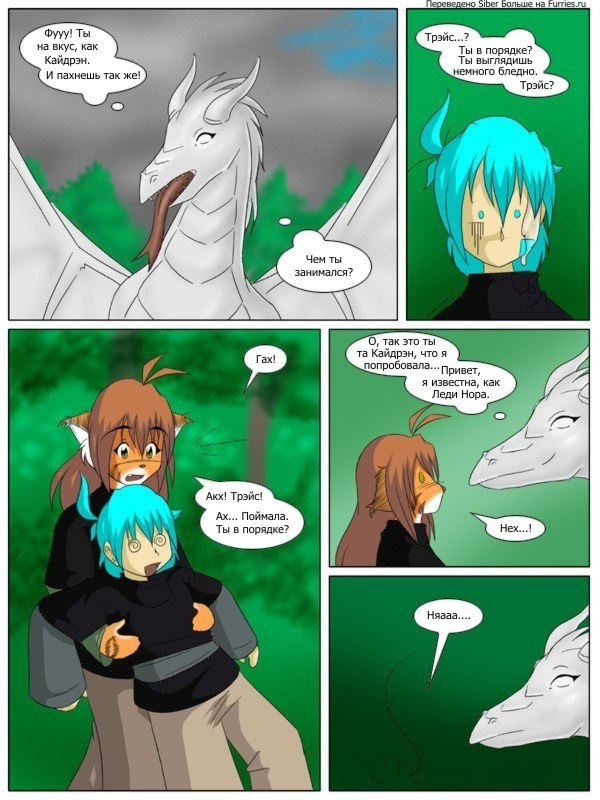 Переведено Siber Больше на Furries.ru
Фууу! Ты
на вкус, как
Кайдрэн.
И пахнешь так же!
Чем ты
занимался?
Трэйс...?
Ты в порядке?
Ты выглядишь
немного бледно.
Трэйс?
Гах!
Акх! Трэйс!
Ах... Поймала.
Ты в порядке?
О, так это ты
та Кайдрэн, что я
попробовала...
Привет,
я известна, как
Леди Нора.
Нех...!
Няааа....